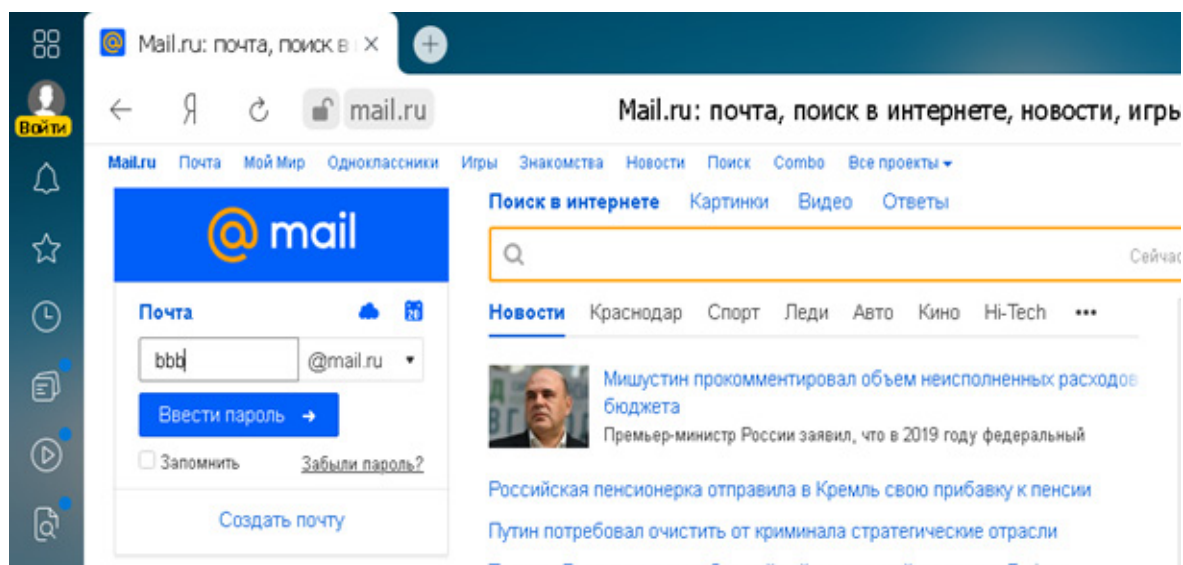 Mail.ru: почта, поиск в
Войти
Я mail.ru Mail.ru: почта, поиск в интернете, новости, игры
Mail.ru Почта Мой Мир Одноклассники Игры Знакомства Новости Поиск Combo Все проекты
@mail
Поиск в интернете Картинки Видео Ответы
Сейчас
Почта
26
Новости Краснодар Спорт Леди Авто Кино Hi-Tech •••
bbb @mail.ru
Ввести пароль →
Запомнить Забыли пароль?
Создать почту
Мишустин прокомментировал объем неисполненных расходов
бюджета
Премьер-министр России заявил, что в 2019 году федеральный
Российская пенсионерка отправила в Кремль свою прибавку к пенсии
Путин потребовал очистить от криминала стратегические отрасли